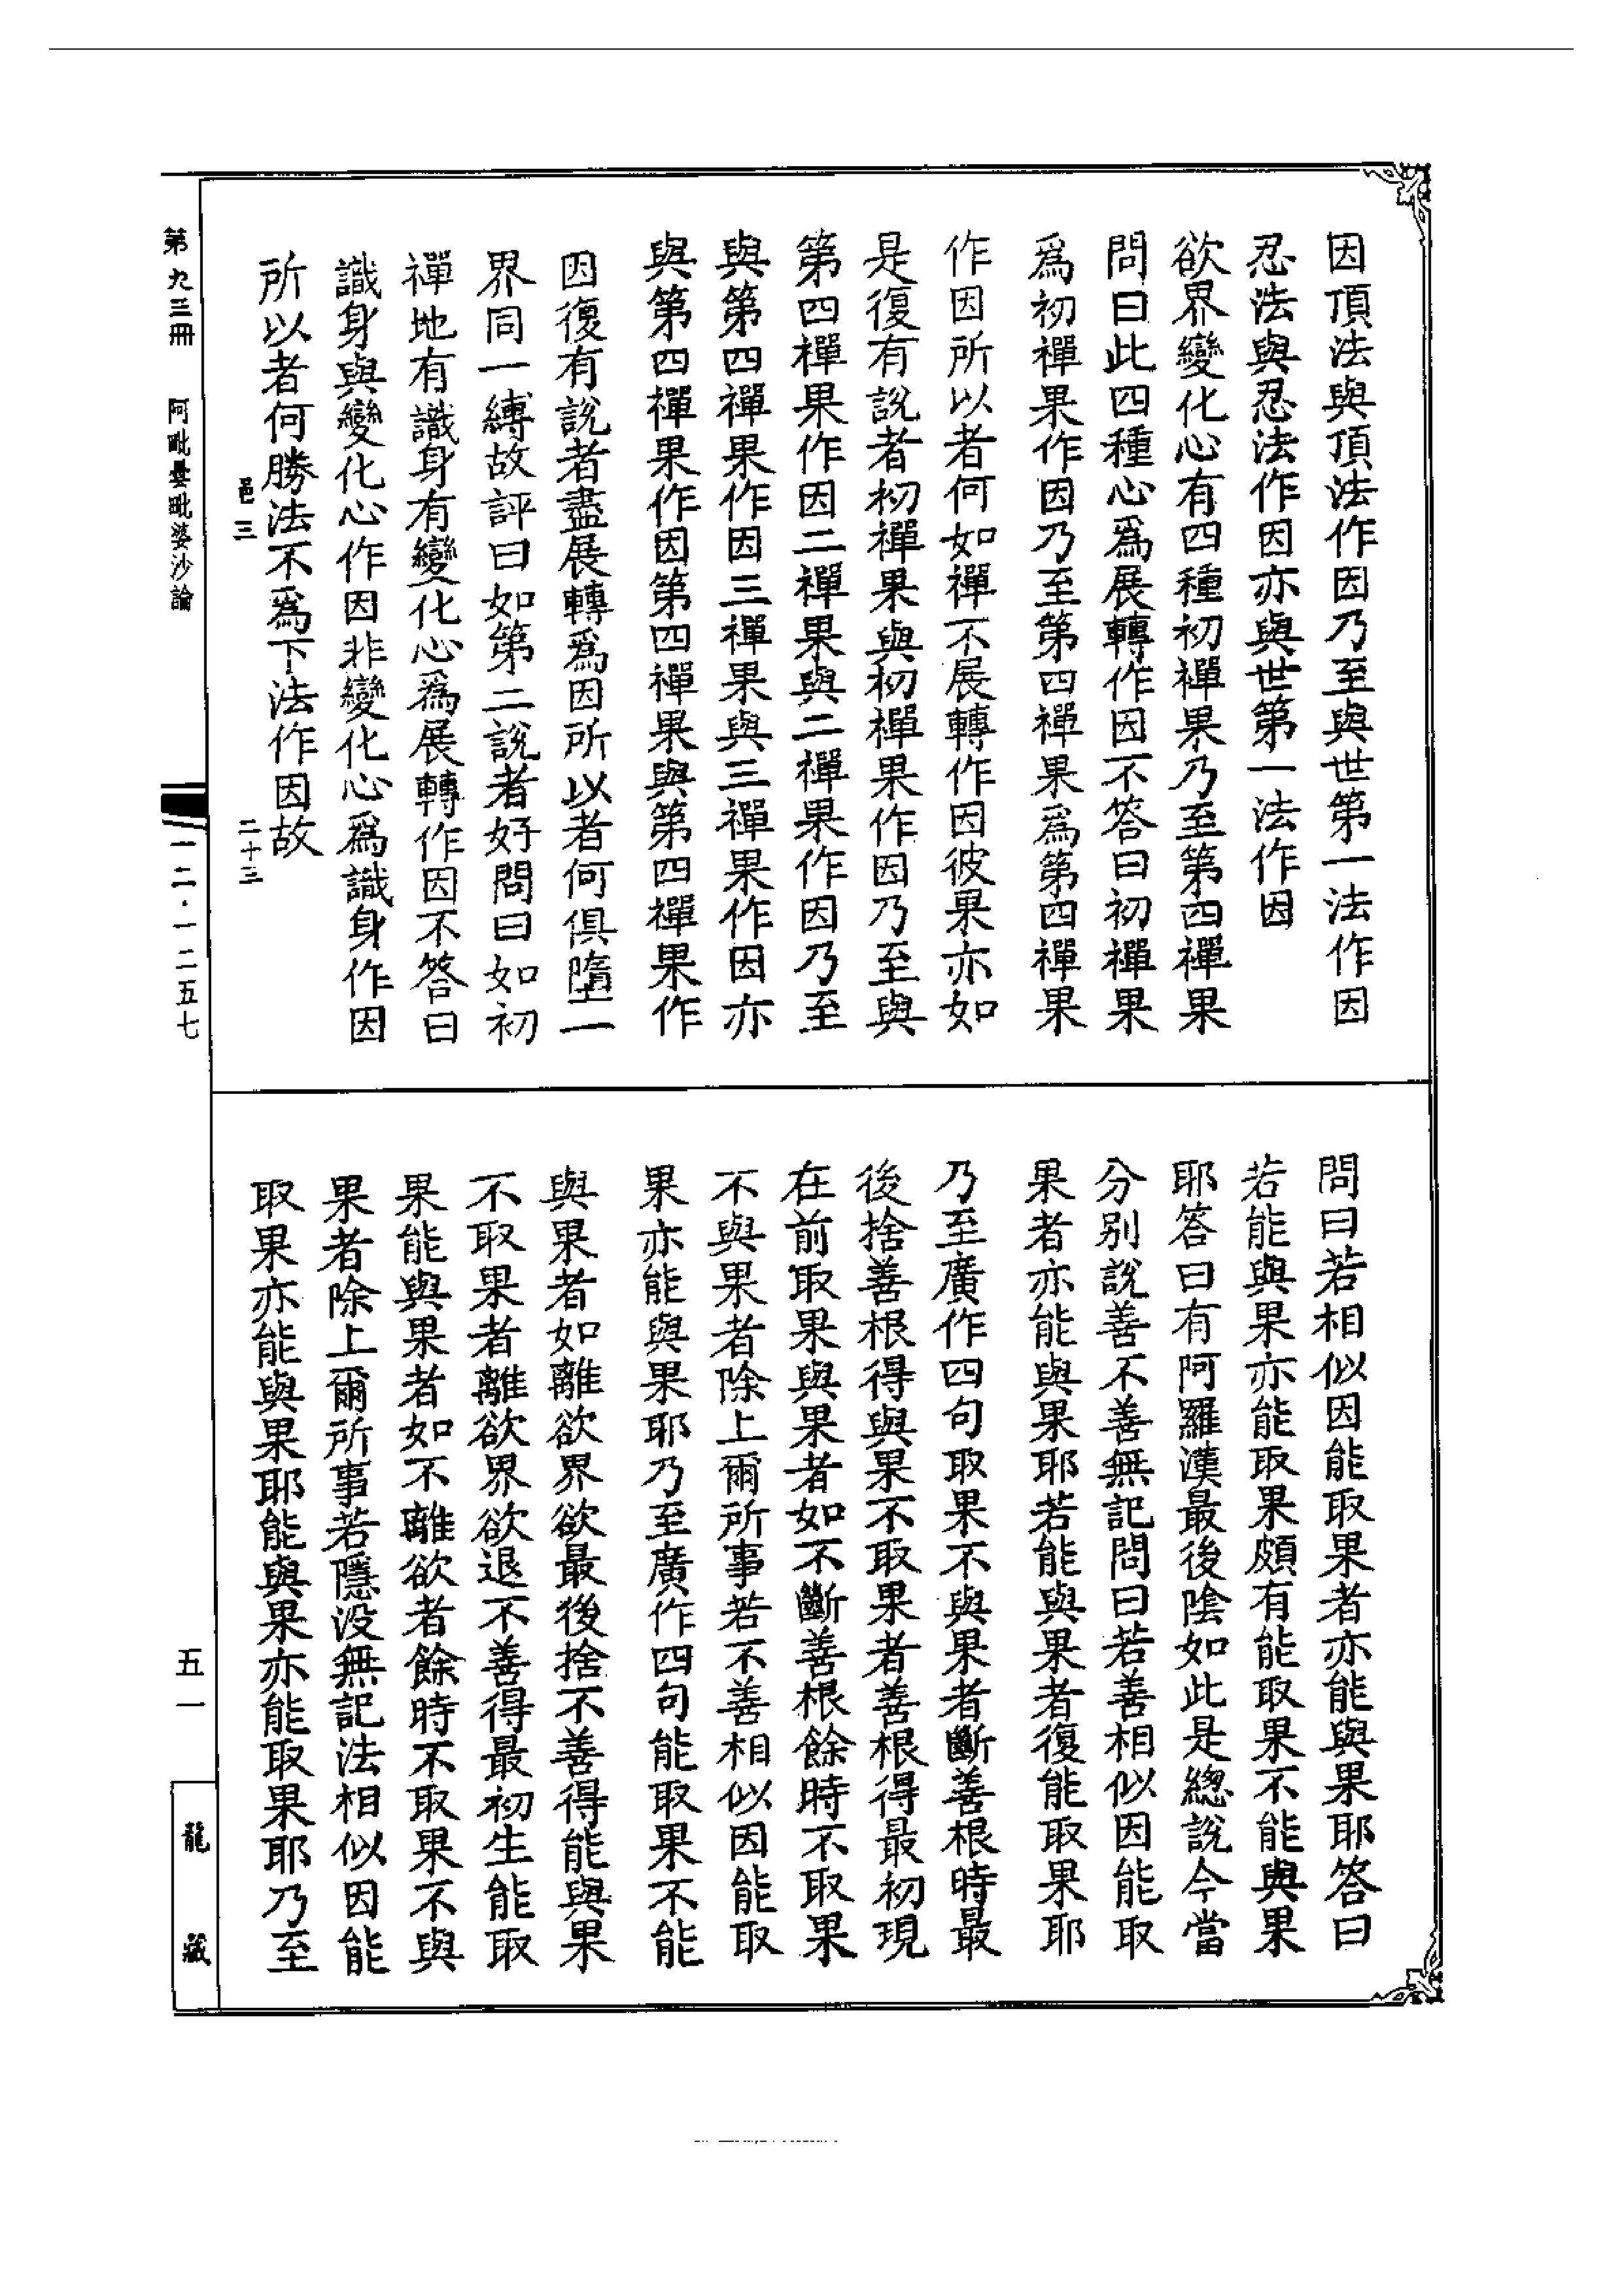 因頂法與頂法作因乃至與世第一法作因
忍法與忍法作因亦與世第一法作因
欲界變化心有四種初禪果乃至第四禪果
問曰此四種心爲展轉作因不答曰初禪果
爲初禪果作因乃至第四禪果爲第四禪果
作因所以者何如禪不展轉作因彼果亦如
是復有說者初禪果與初禪果作因乃至與
第四禪果作因二禪果與二禪果作因乃至
與第四禪果作因三禪果與三禪果作因亦
與第四禪果作因第四禪果與第四禪果作
因復有說者盡展轉爲因所以者何俱墮一
界同一縛故評曰如第二說者好問曰如初
禪地有識身有變化心爲展轉作因不答曰
識身與變化心作因非變化心爲識身作因
所以者何勝法不爲下法作因故
邑三 二十三
問曰若相似因能取果者亦能與果耶答曰
若能與果亦能取果頗有能取果不能與果
耶答曰有阿羅漢最後陰如此是總說今當
分別說善不善無記問曰若善相似因能取
果者亦能與果耶若能與果者復能取果耶
乃至廣作四句取果不與果者斷善根時最
後捨善根得與果不取果者善根得最初現
在前取果與果者如不斷善根餘時不取果
不與果者除上爾所事若不善相似因能取
果亦能與果耶乃至廣作四句能取果不能
與果者如離欲界欲最後捨不善得能與果
不取果者離欲界欲退不善得最初生能取
果能與果者如不離欲者餘時不取果不與
果者除上爾所事若隱没無記法相似因能
取果亦能與果耶能與果亦能取果耶乃至
第九三冊 阿毗曇毗婆沙論 一二·一二五七 五一 龍藏